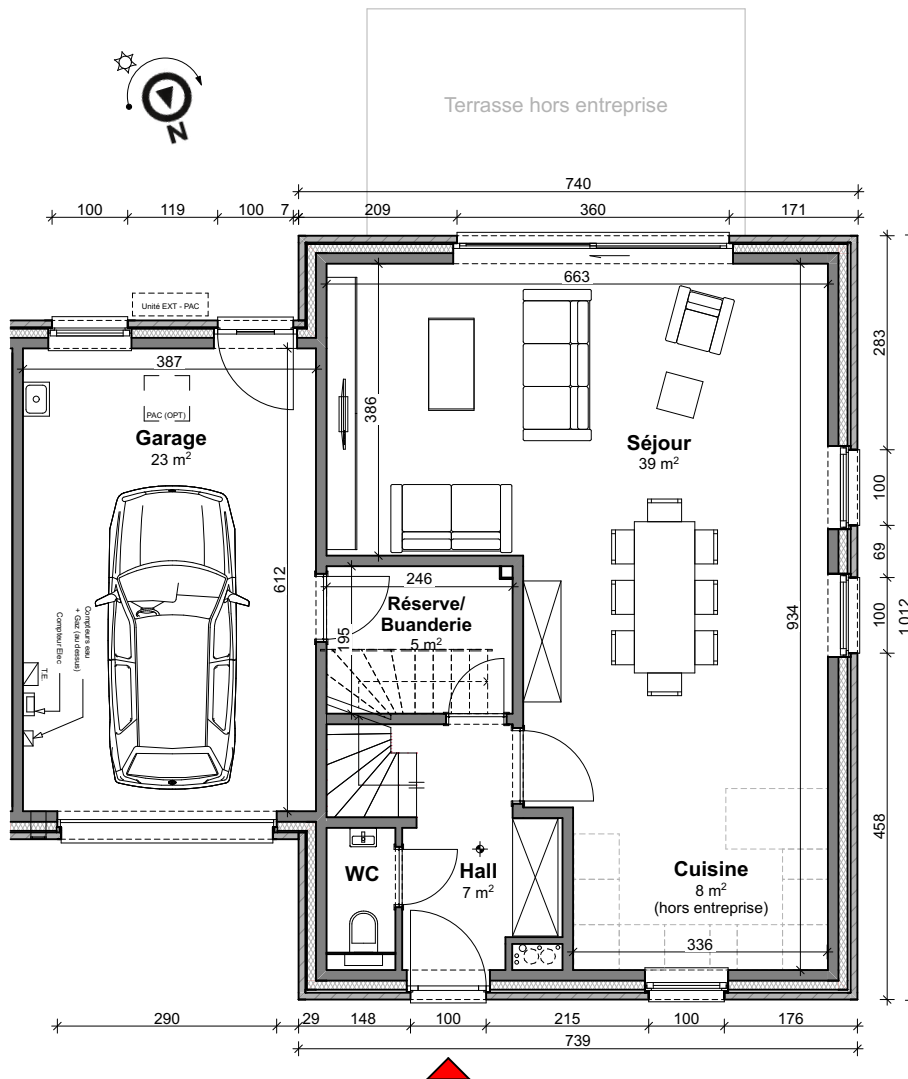 Terrasse hors entreprise
N
740
100
119
100
7
209
360
171
Unité EXT - PAC
663
387
386
283
PAC (OPT)
Garage
23 m²
Séjour
39 m²
100
69
100
1.012
612
246
Réserve/
Buanderie
5 m²
195
934
Compteurs eau
+ Gaz (au dessus)
Compteur Elec
T.E.
458
WC
Hall
7 m²
Cuisine
8 m²
(hors entreprise)
336
290
29
148
100
215
100
176
739